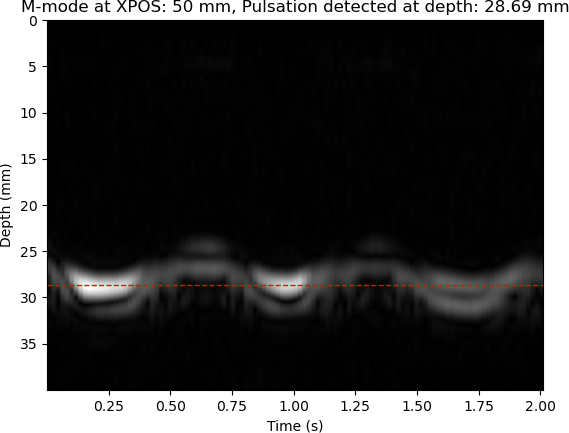 M-mode at XPOS: 50 mm, Pulsation detected at depth: 28.69 mm
0
5
10
15
20
25
30
35
Depth (mm)
0.25 0.50 0.75 1.00 1.25 1.50 1.75 2.00
Time (s)